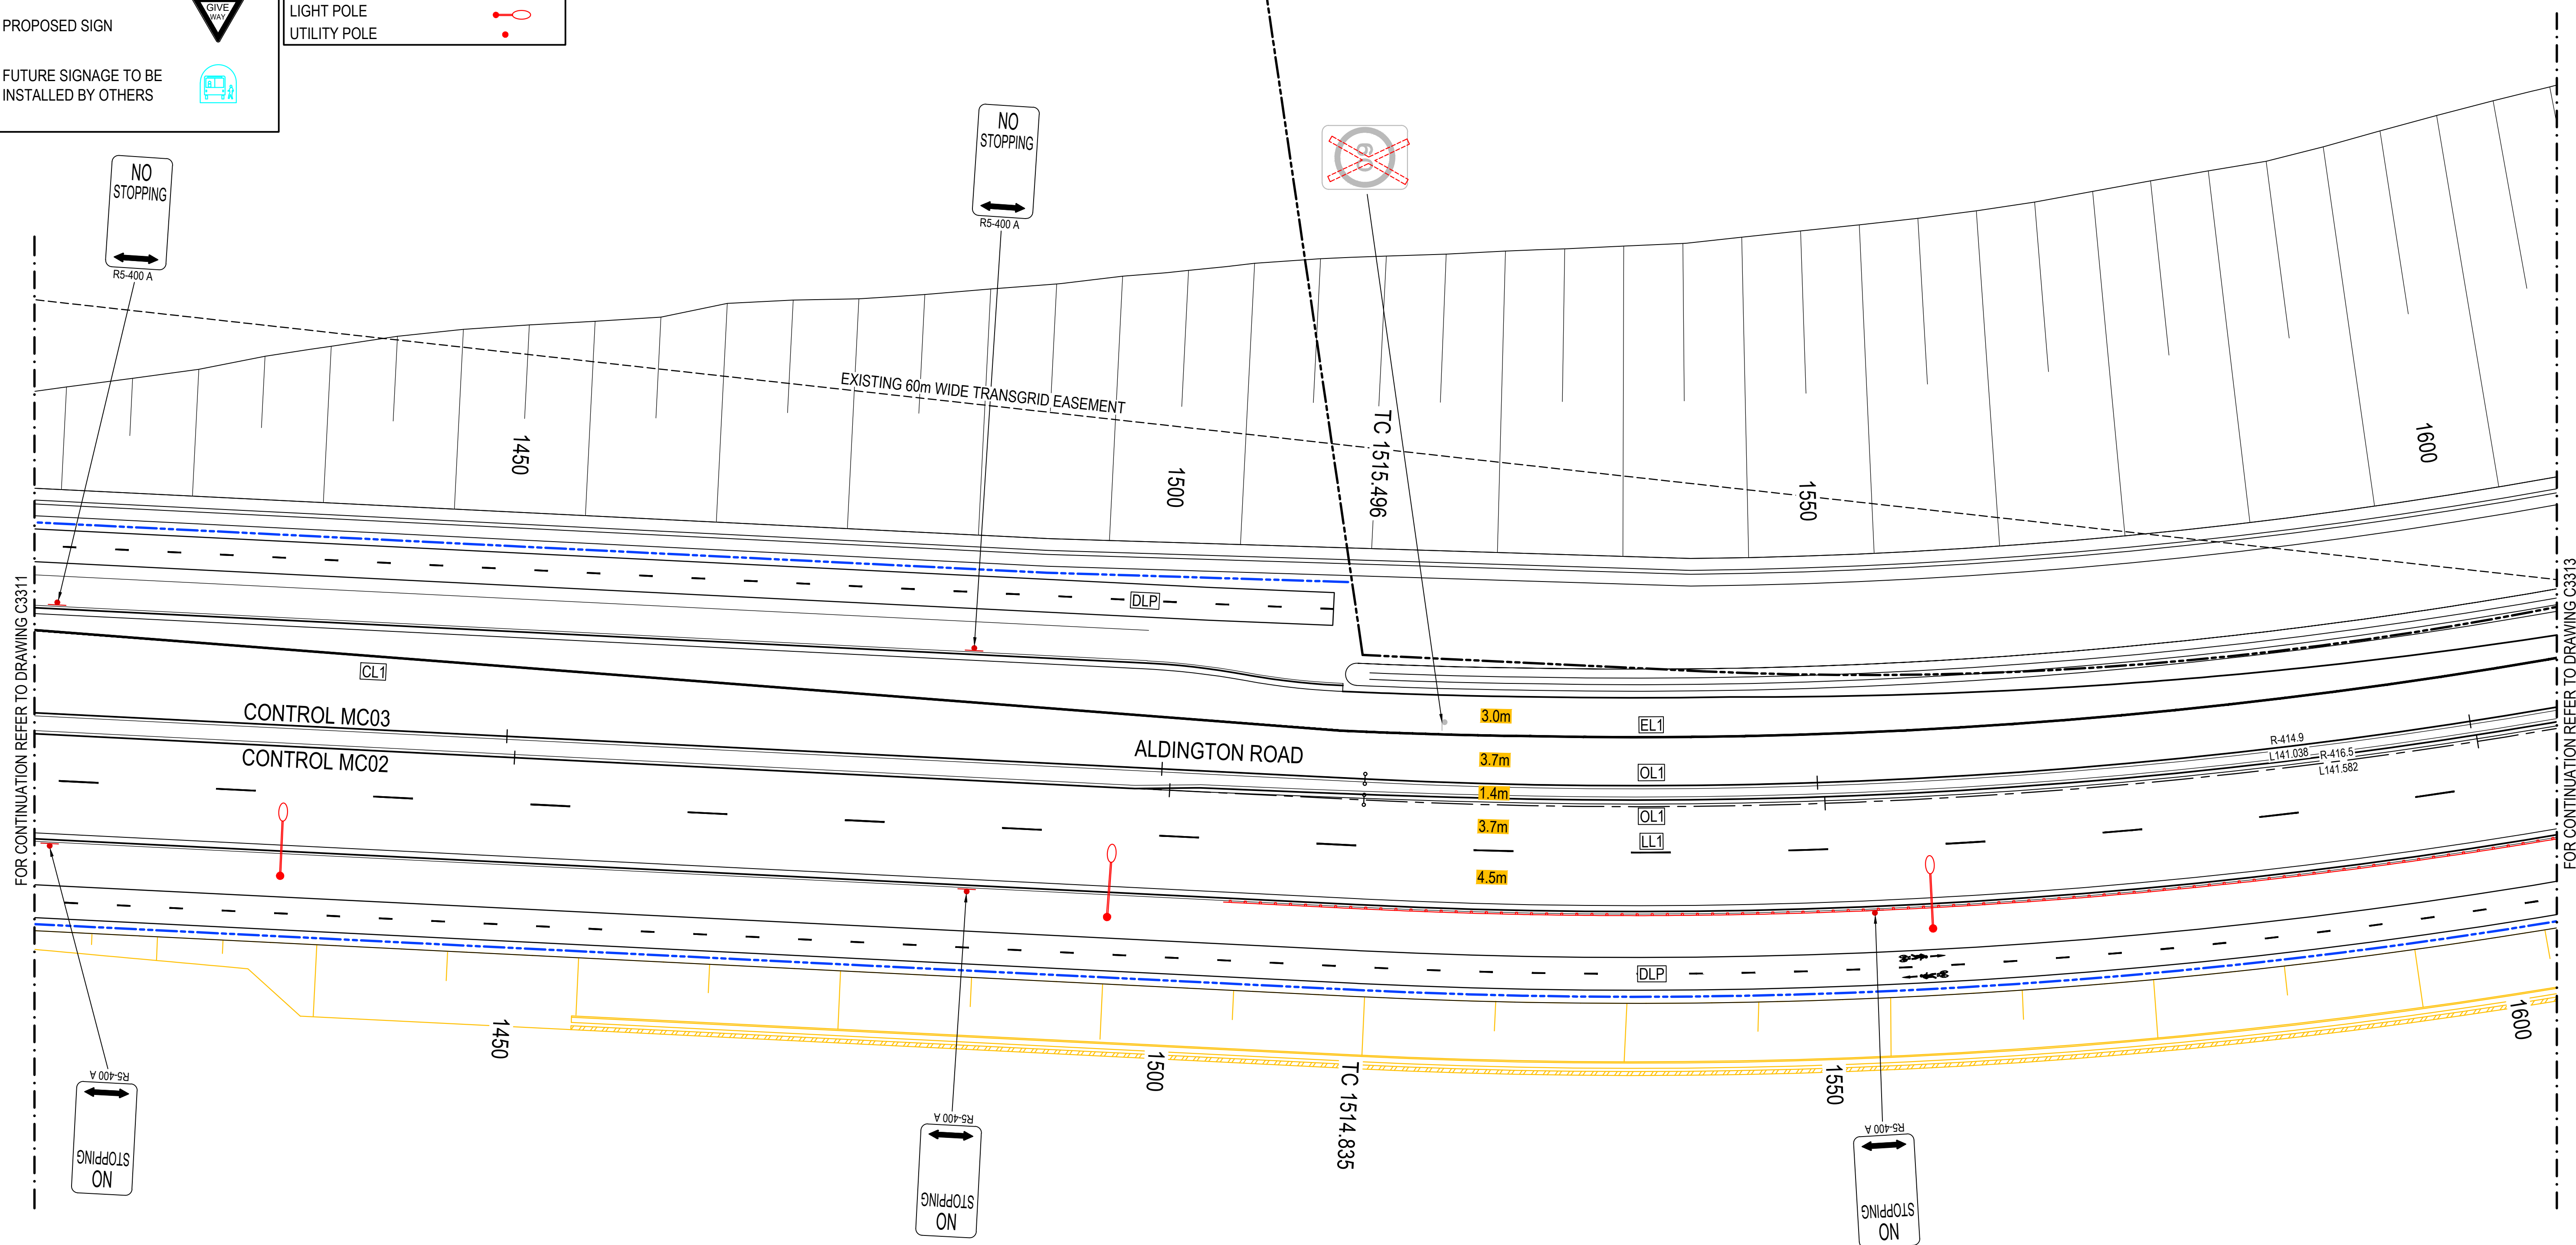 PROPOSED SIGN
GIVE
WAY
FUTURE SIGNAGE TO BE
INSTALLED BY OTHERS
LIGHT POLE
UTILITY POLE
NO
STOPPING
R5-400 A
NO
STOPPING
R5-400 A
60
EXISTING 60m WIDE TRANSGRID EASEMENT
1450
1500
TC 1515.496
1550
1600
FOR CONTINUATION REFER TO DRAWING C3311
FOR CONTINUATION REFER TO DRAWING C3313
DLP
CL1
CONTROL MC03
CONTROL MC02
ALDINGTON ROAD
3.0m
EL1
3.7m
OL1
1.4m
OL1
3.7m
LL1
4.5m
R-414.9
L141.038
R-416.5
L141.582
DLP
1450
1500
TC 1514.835
1550
1600
R5-400 A
NO
STOPPING
R5-400 A
NO
STOPPING
R5-400 A
NO
STOPPING